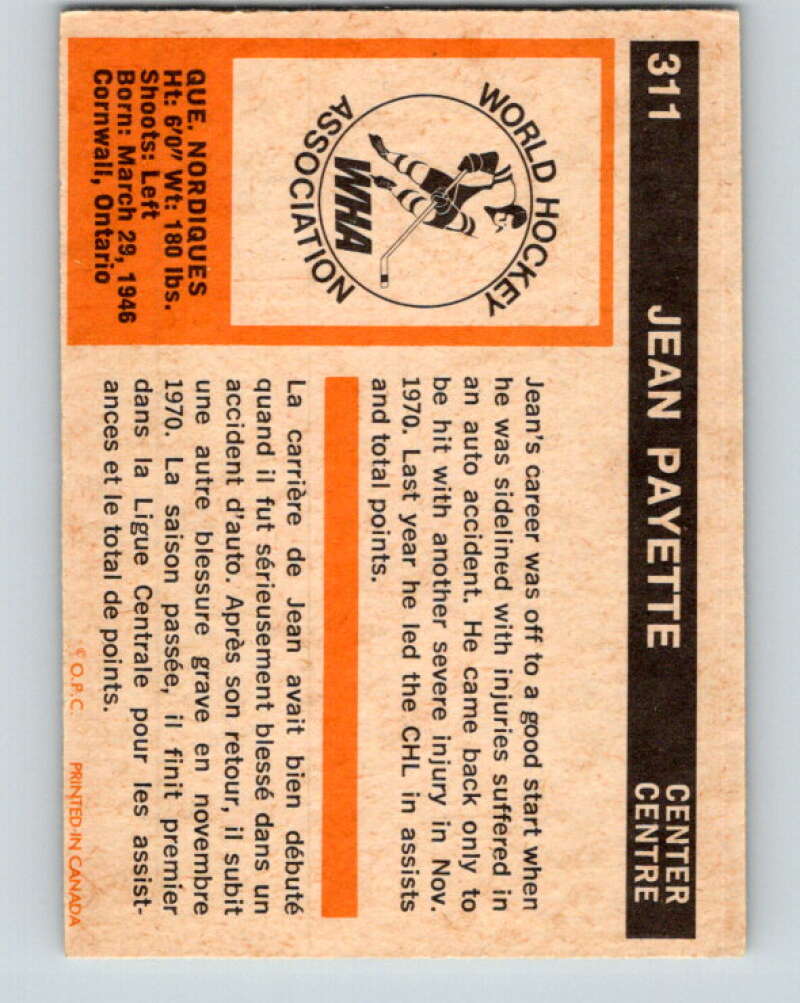 311 JEAN PAYETTE CENTER
CENTRE
WORLD HOCKEY
ASSOCIATION
WHA
QUE. NORDIQUES
Ht: 6'0" Wt: 180 lbs.
Shoots: Left
Born: March 29, 1946
Cornwall, Ontario
Jean's career was off to a good start when
he was sidelined with injuries suffered in
an auto accident. He came back only to
be hit with another severe injury in Nov.
1970. Last year he led the CHL in assists
and total points.
La carrière de Jean avait bien débuté
quand il fut sérieusement blessé dans un
accident d'auto. Après son retour, il subit
une autre blessure grave en novembre
1970. La saison passée, il finit premier
dans la Ligue Centrale pour les assist-
ances et le total de points.
© O.P.C. PRINTED IN CANADA